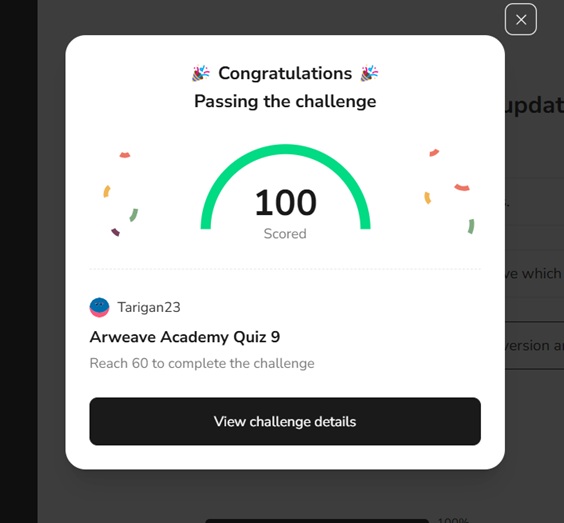 🎉 Congratulations 🎉
Passing the challenge
updat
100
Scored
ve which
Tarigan23
Arweave Academy Quiz 9
version a
Reach 60 to complete the challenge
View challenge details
100%